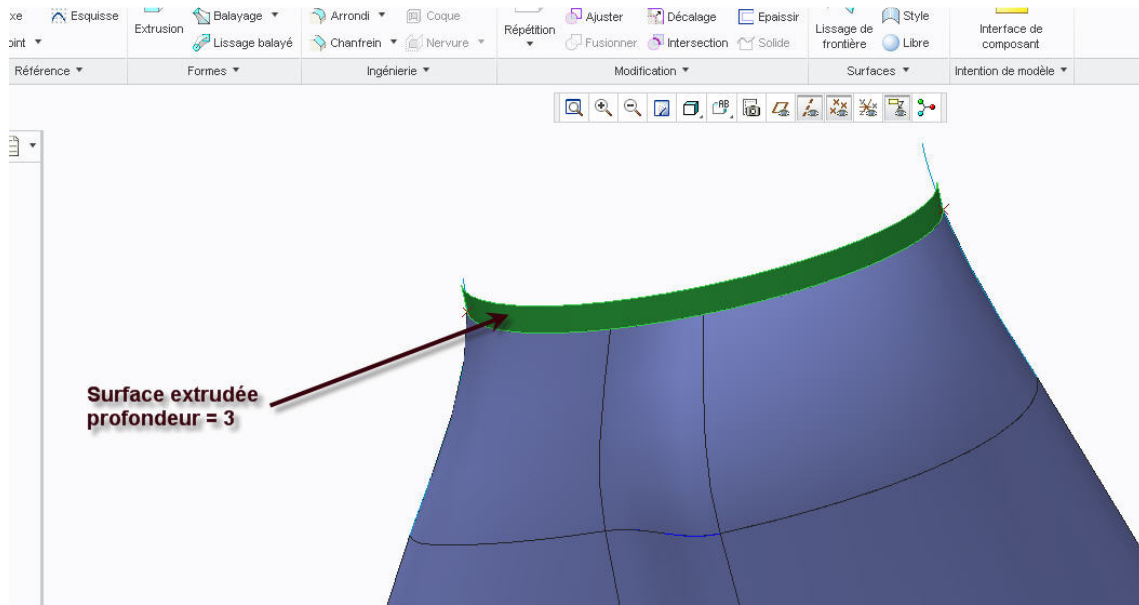 xe Esquisse Extrusion Balayage Arrondi Coque Répétition Ajuster Décalage Epaissir Lissage de frontière Style Interface de composant
oint Lissage balayé Chanfrein Nervure Fusionner Intersection Solide Libre
Référence Formes Ingénierie Modification Surfaces Intention de modèle
Surface extrudée
profondeur = 3